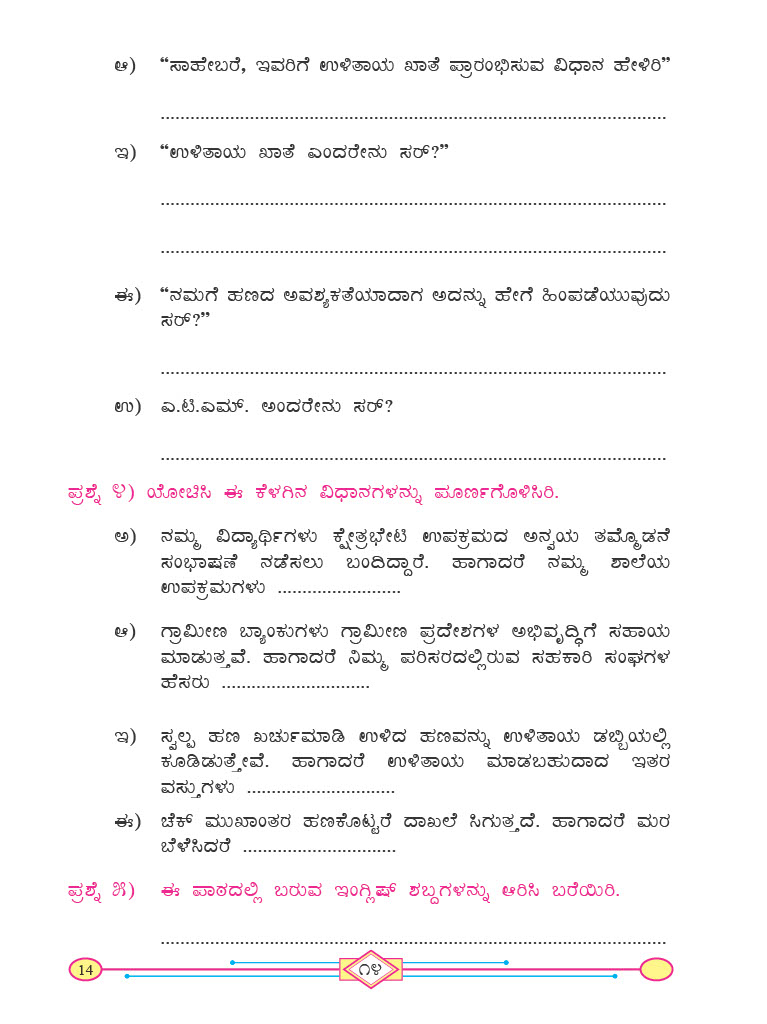 ಆ) “ಸಾಹೇಬರೆ, ಇವರಿಗೆ ಉಳಿತಾಯ ಖಾತೆ ಪ್ರಾರಂಭಿಸುವ ವಿಧಾನ ಹೇಳಿರಿ”
.....................................................................................................
ಇ) “ಉಳಿತಾಯ ಖಾತೆ ಎಂದರೇನು ಸರ್?”
.....................................................................................................
.....................................................................................................
ಈ) “ನಮಗೆ ಹಣದ ಅವಶ್ಯಕತೆಯಾದಾಗ ಅದನ್ನು ಹೇಗೆ ಹಿಂಪಡೆಯುವುದು
ಸರ್?”
.....................................................................................................
ಉ) ಎ.ಟಿ.ಎಮ್. ಅಂದರೇನು ಸರ್?
.....................................................................................................
ಪ್ರಶ್ನೆ ೪) ಯೋಚಿಸಿ ಈ ಕೆಳಗಿನ ವಿಧಾನಗಳನ್ನು ಪೂರ್ಣಗೊಳಿಸಿರಿ.
ಅ) ನಮ್ಮ ವಿದ್ಯಾರ್ಥಿಗಳು ಕ್ಷೇತ್ರಭೇಟಿ ಉಪಕ್ರಮದ ಅನ್ವಯ ತಮ್ಮೊಡನೆ
ಸಂಭಾಷಣೆ ನಡೆಸಲು ಬಂದಿದ್ದಾರೆ. ಹಾಗಾದರೆ ನಮ್ಮ ಶಾಲೆಯ
ಉಪಕ್ರಮಗಳು .........................
ಆ) ಗ್ರಾಮೀಣ ಬ್ಯಾಂಕುಗಳು ಗ್ರಾಮೀಣ ಪ್ರದೇಶಗಳ ಅಭಿವೃದ್ಧಿಗೆ ಸಹಾಯ
ಮಾಡುತ್ತವೆ. ಹಾಗಾದರೆ ನಿಮ್ಮ ಪರಿಸರದಲ್ಲಿರುವ ಸಹಕಾರಿ ಸಂಘಗಳ
ಹೆಸರು ..............................
ಇ) ಸ್ವಲ್ಪ ಹಣ ಖರ್ಚುಮಾಡಿ ಉಳಿದ ಹಣವನ್ನು ಉಳಿತಾಯ ಡಬ್ಬಿಯಲ್ಲಿ
ಕೂಡಿಡುತ್ತೇವೆ. ಹಾಗಾದರೆ ಉಳಿತಾಯ ಮಾಡಬಹುದಾದ ಇತರ
ವಸ್ತುಗಳು ..............................
ಈ) ಚೆಕ್ ಮುಖಾಂತರ ಹಣಕೊಟ್ಟರೆ ದಾಖಲೆ ಸಿಗುತ್ತದೆ. ಹಾಗಾದರೆ ಮರ
ಬೆಳೆಸಿದರೆ ...............................
ಪ್ರಶ್ನೆ ೫) ಈ ಪಾಠದಲ್ಲಿ ಬರುವ ಇಂಗ್ಲಿಷ್ ಶಬ್ದಗಳನ್ನು ಆರಿಸಿ ಬರೆಯಿರಿ.
.....................................................................................................
14 ೧೪